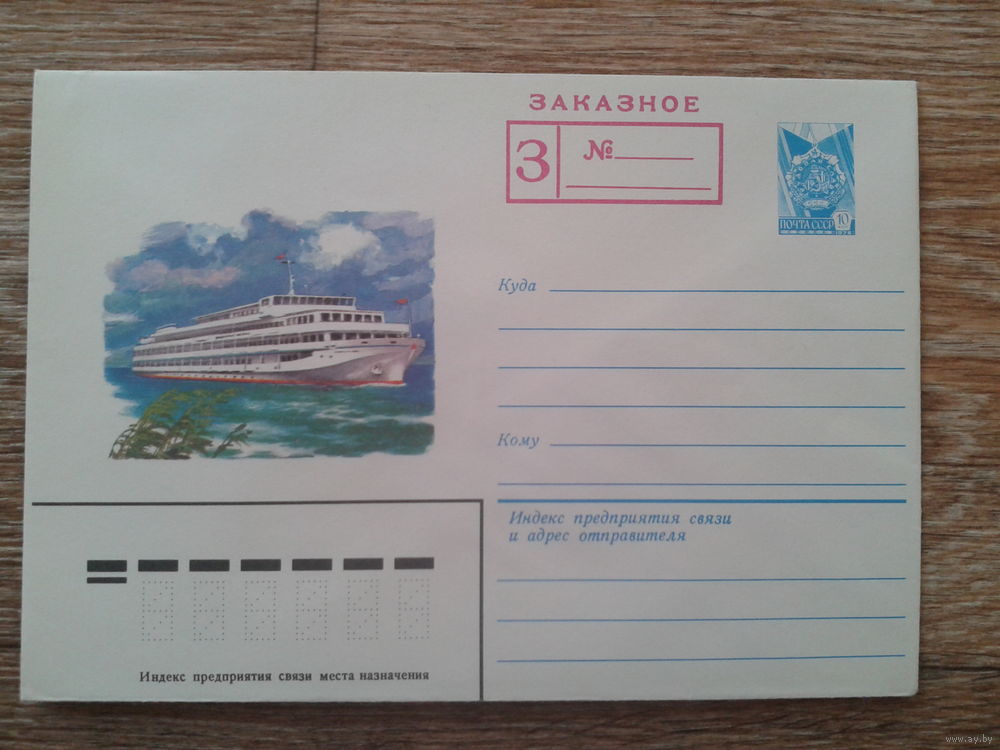 ЗАКАЗНОЕ
З №
ПОЧТА СССР 10
Куда
Кому
Индекс предприятия связи
и адрес отправителя
Индекс предприятия связи места назначения
www.ay.by